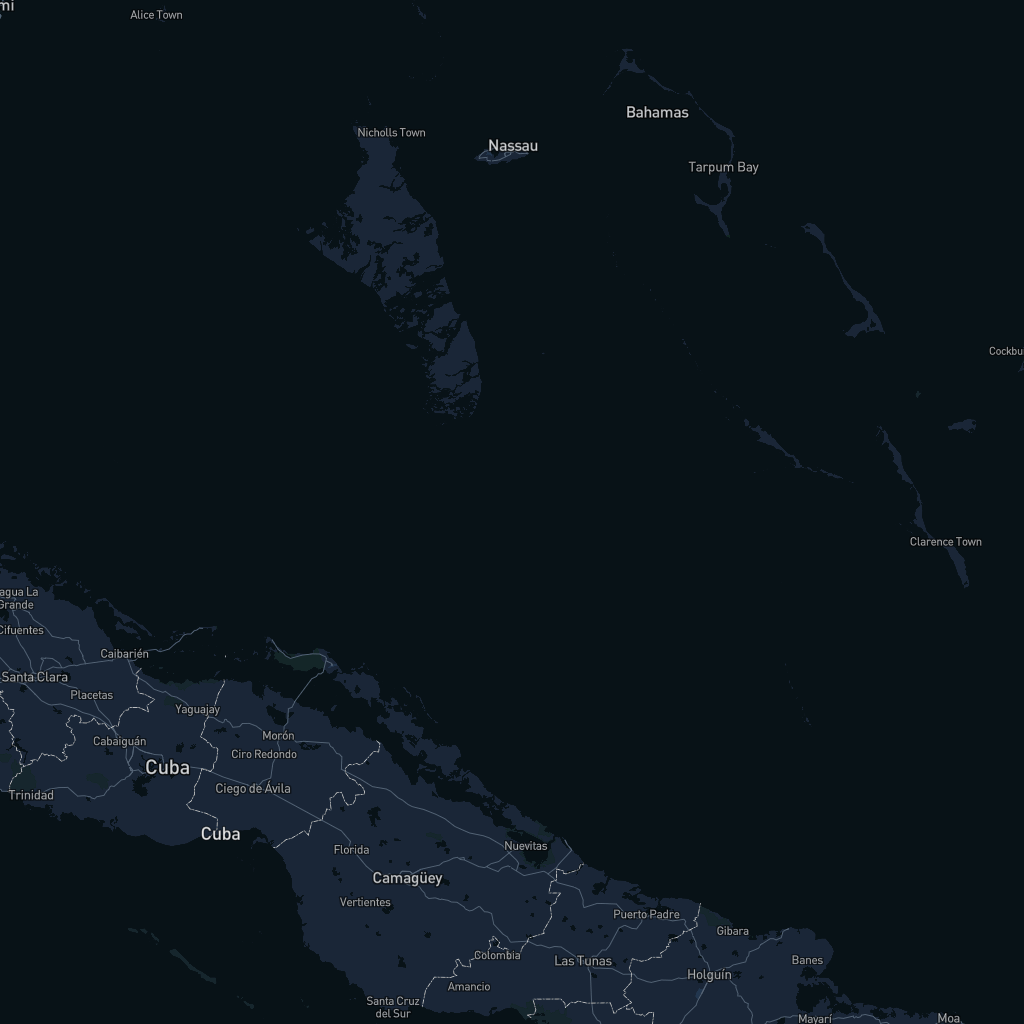 mi
Alice Town
Bahamas
Nicholls Town
Nassau
Tarpum Bay
Cockbu
Clarence Town
agua La
Grande
Cifuentes
Caibarién
Santa Clara
Placetas
Yaguajay
Cabaiguán
Morón
Ciro Redondo
Cuba
Trinidad
Ciego de Ávila
Cuba
Florida
Nuevitas
Camagüey
Vertientes
Puerto Padre
Gibara
Colombia
Las Tunas
Banes
Holguín
Amancio
Santa Cruz
del Sur
Mayarí
Moa